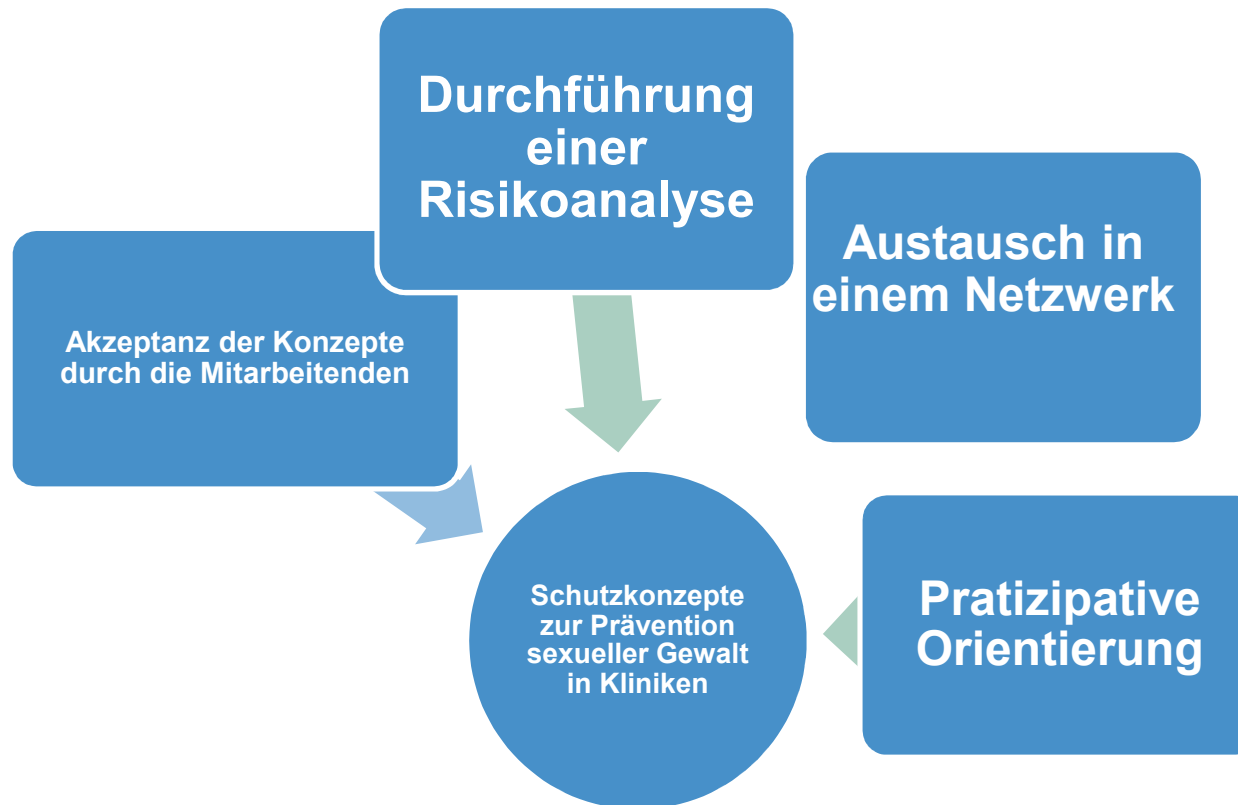 Durchführung
einer
Risikoanalyse
Austausch in
einem Netzwerk
Akzeptanz der Konzepte
durch die Mitarbeitenden
Schutzkonzepte
zur Prävention
sexueller Gewalt
in Kliniken
Pratizipative
Orientierung